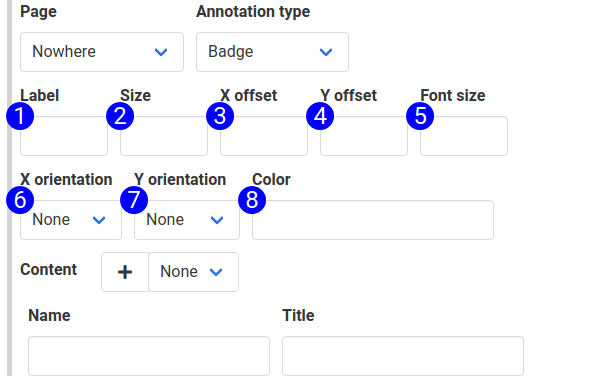 Page Annotation type
Nowhere Badge
Label Size X offset Y offset Font size
1 2 3 4 5
X orientation Y orientation Color
6 7 8
None None
Content + None
Name Title